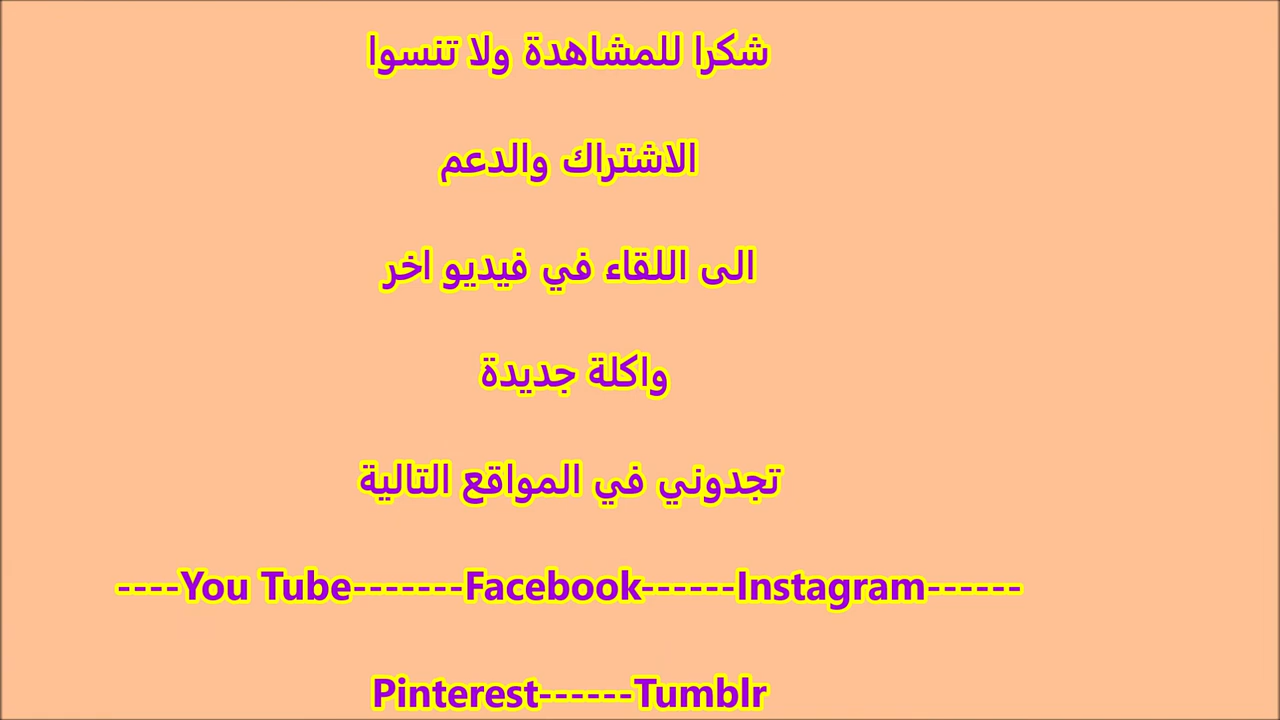 شكرا للمشاهدة ولا تنسوا
الاشتراك والدعم
الى اللقاء في فيديو اخر
واكلة جديدة
تجدوني في المواقع التالية
----You Tube-------Facebook------Instagram------
Pinterest------Tumblr